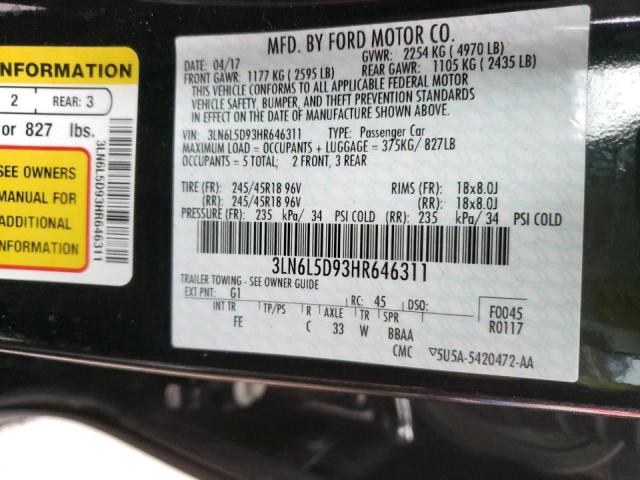 INFORMATION
2 REAR: 3
or 827 lbs.
SEE OWNERS
MANUAL FOR
ADDITIONAL
INFORMATION
3LN6L5D93HR646311
MFD. BY FORD MOTOR CO.
DATE: 04/17 GVWR: 2254 KG ( 4970 LB)
FRONT GAWR: 1177 KG ( 2595 LB) REAR GAWR: 1105 KG ( 2435 LB)
THIS VEHICLE CONFORMS TO ALL APPLICABLE FEDERAL MOTOR
VEHICLE SAFETY, BUMPER, AND THEFT PREVENTION STANDARDS
IN EFFECT ON THE DATE OF MANUFACTURE SHOWN ABOVE.
VIN: 3LN6L5D93HR646311 TYPE: Passenger Car
MAXIMUM LOAD = OCCUPANTS + LUGGAGE = 375KG/ 827LB
OCCUPANTS = 5 TOTAL; 2 FRONT, 3 REAR
TIRE (FR): 245/45R18 96V RIMS (FR): 18x8.0J
(RR): 245/45R18 96V (RR): 18x8.0J
PRESSURE (FR): 235 kPa/ 34 PSI COLD (RR): 235 kPa/ 34 PSI COLD
3LN6L5D93HR646311
TRAILER TOWING - SEE OWNER GUIDE
EXT PNT: G1 RC: 45 DSO: F0045
INT TR TP/PS R AXLE TR SPR R0117
FE C 33 W BBAA
CMC ▽5U5A-5420472-AA